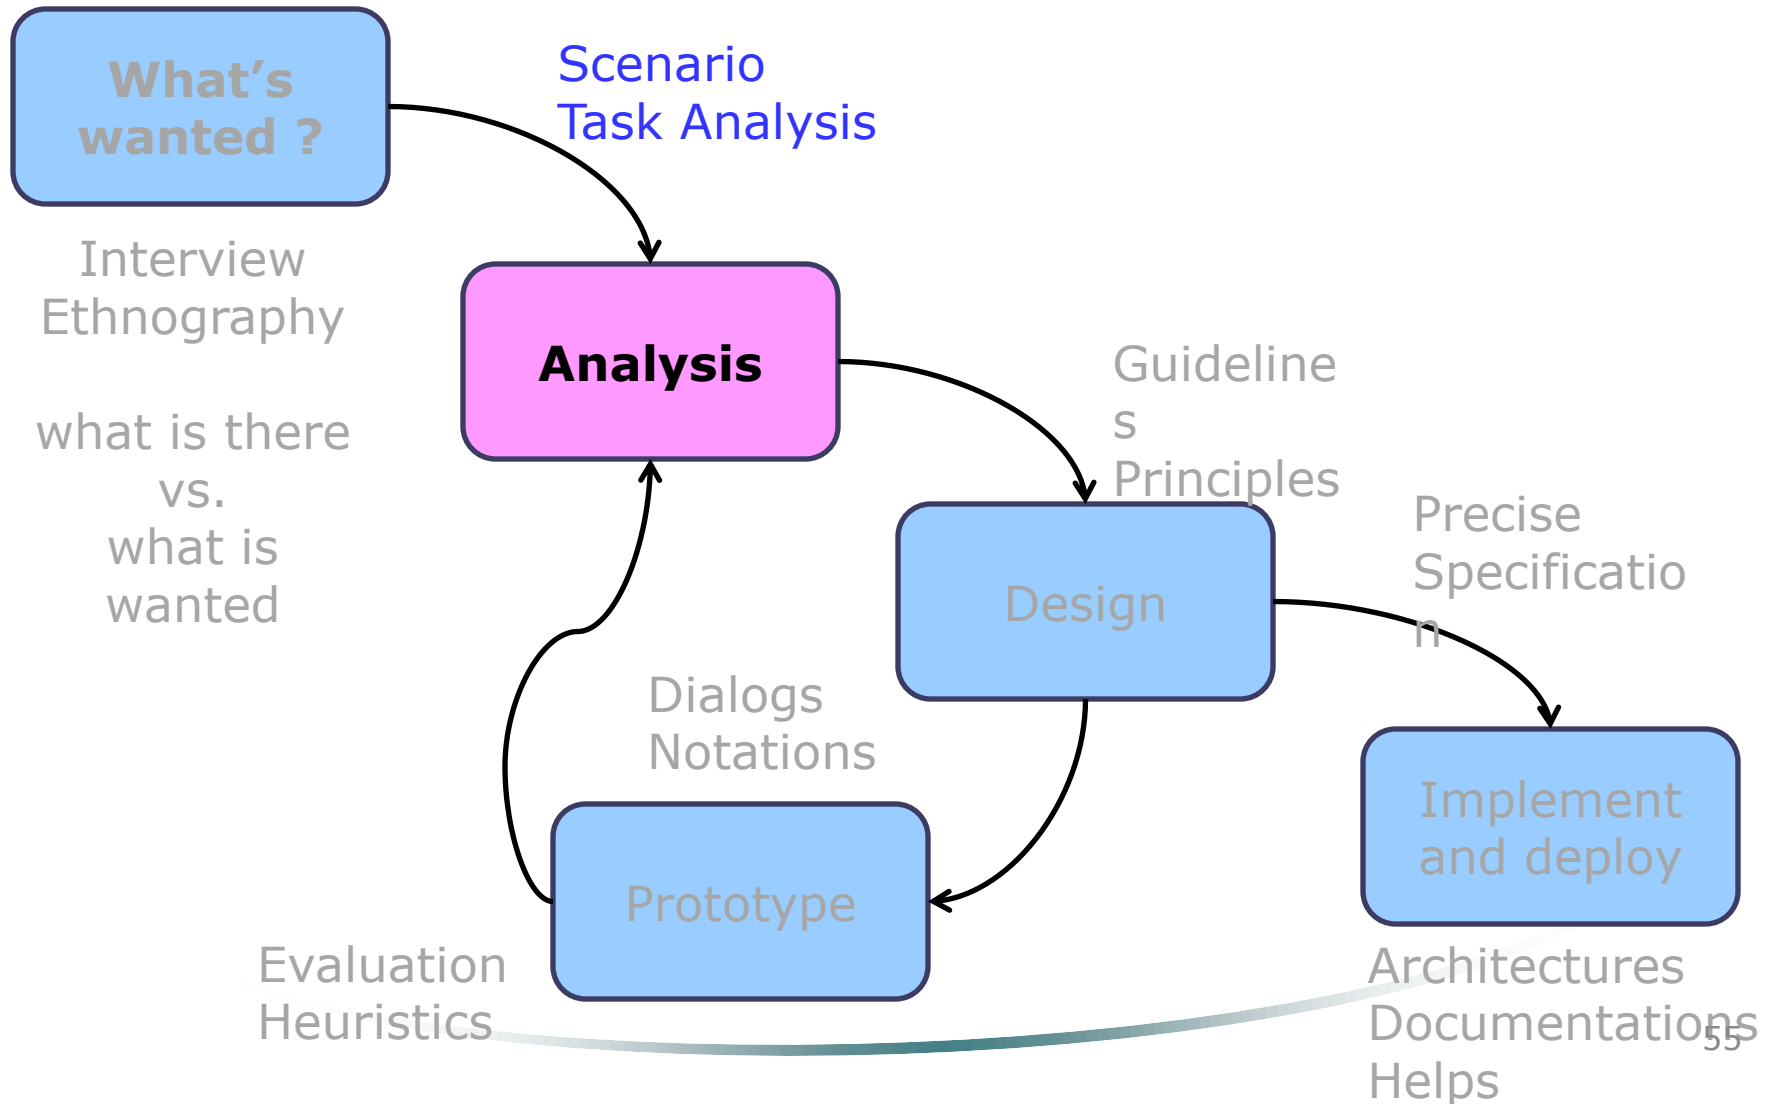 What’s
wanted ?
Scenario
Task Analysis
Interview
Ethnography
what is there
vs.
what is
wanted
Analysis
Guideline
s
Principles
Design
Precise
Specificatio
n
Dialogs
Notations
Prototype
Implement
and deploy
Evaluation
Heuristics
Architectures
Documentations
Helps
55